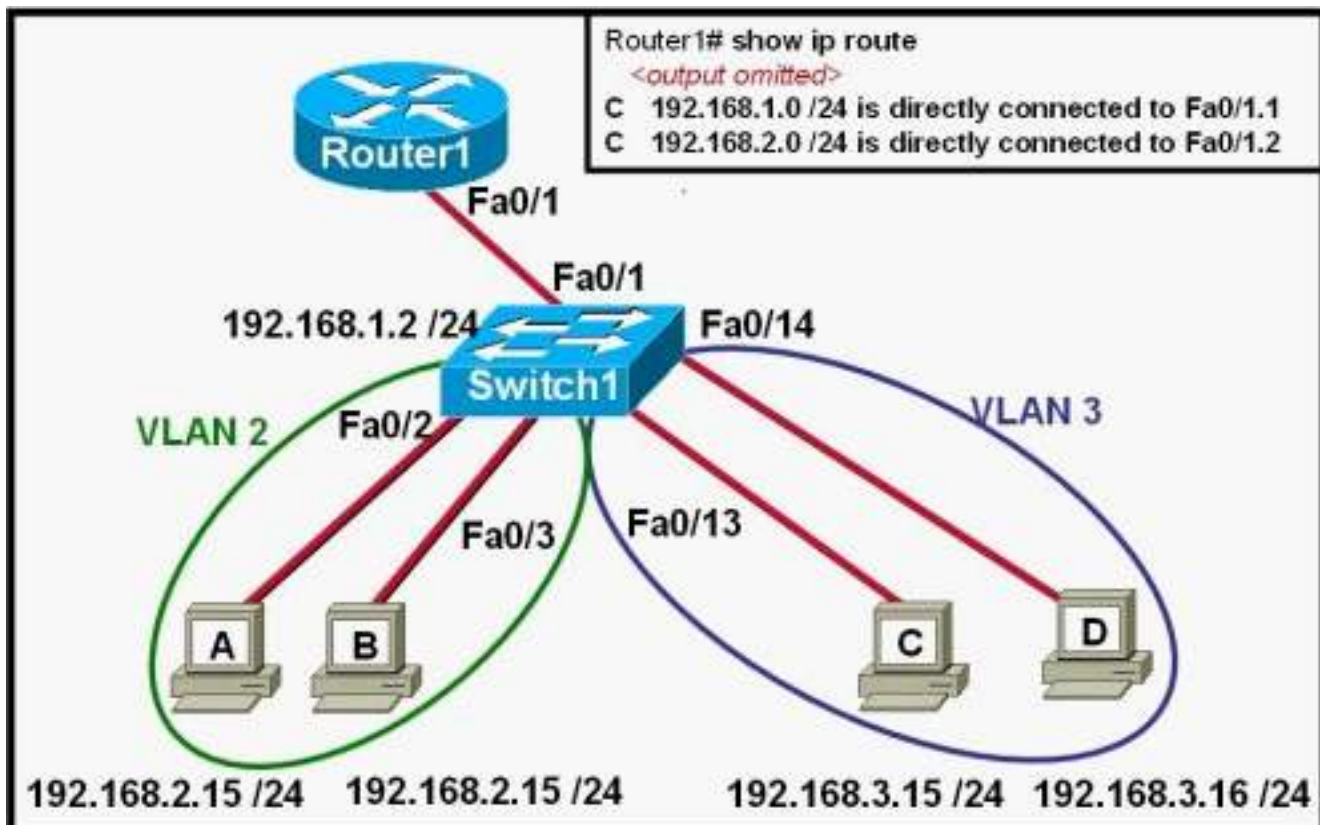 Router1# show ip route
<output omitted>
C 192.168.1.0 /24 is directly connected to Fa0/1.1
C 192.168.2.0 /24 is directly connected to Fa0/1.2
Router1
Fa0/1
Fa0/1
192.168.1.2 /24
Fa0/14
Switch1
VLAN 2
Fa0/2
VLAN 3
Fa0/3
Fa0/13
A
B
C
D
192.168.2.15 /24
192.168.2.15 /24
192.168.3.15 /24
192.168.3.16 /24